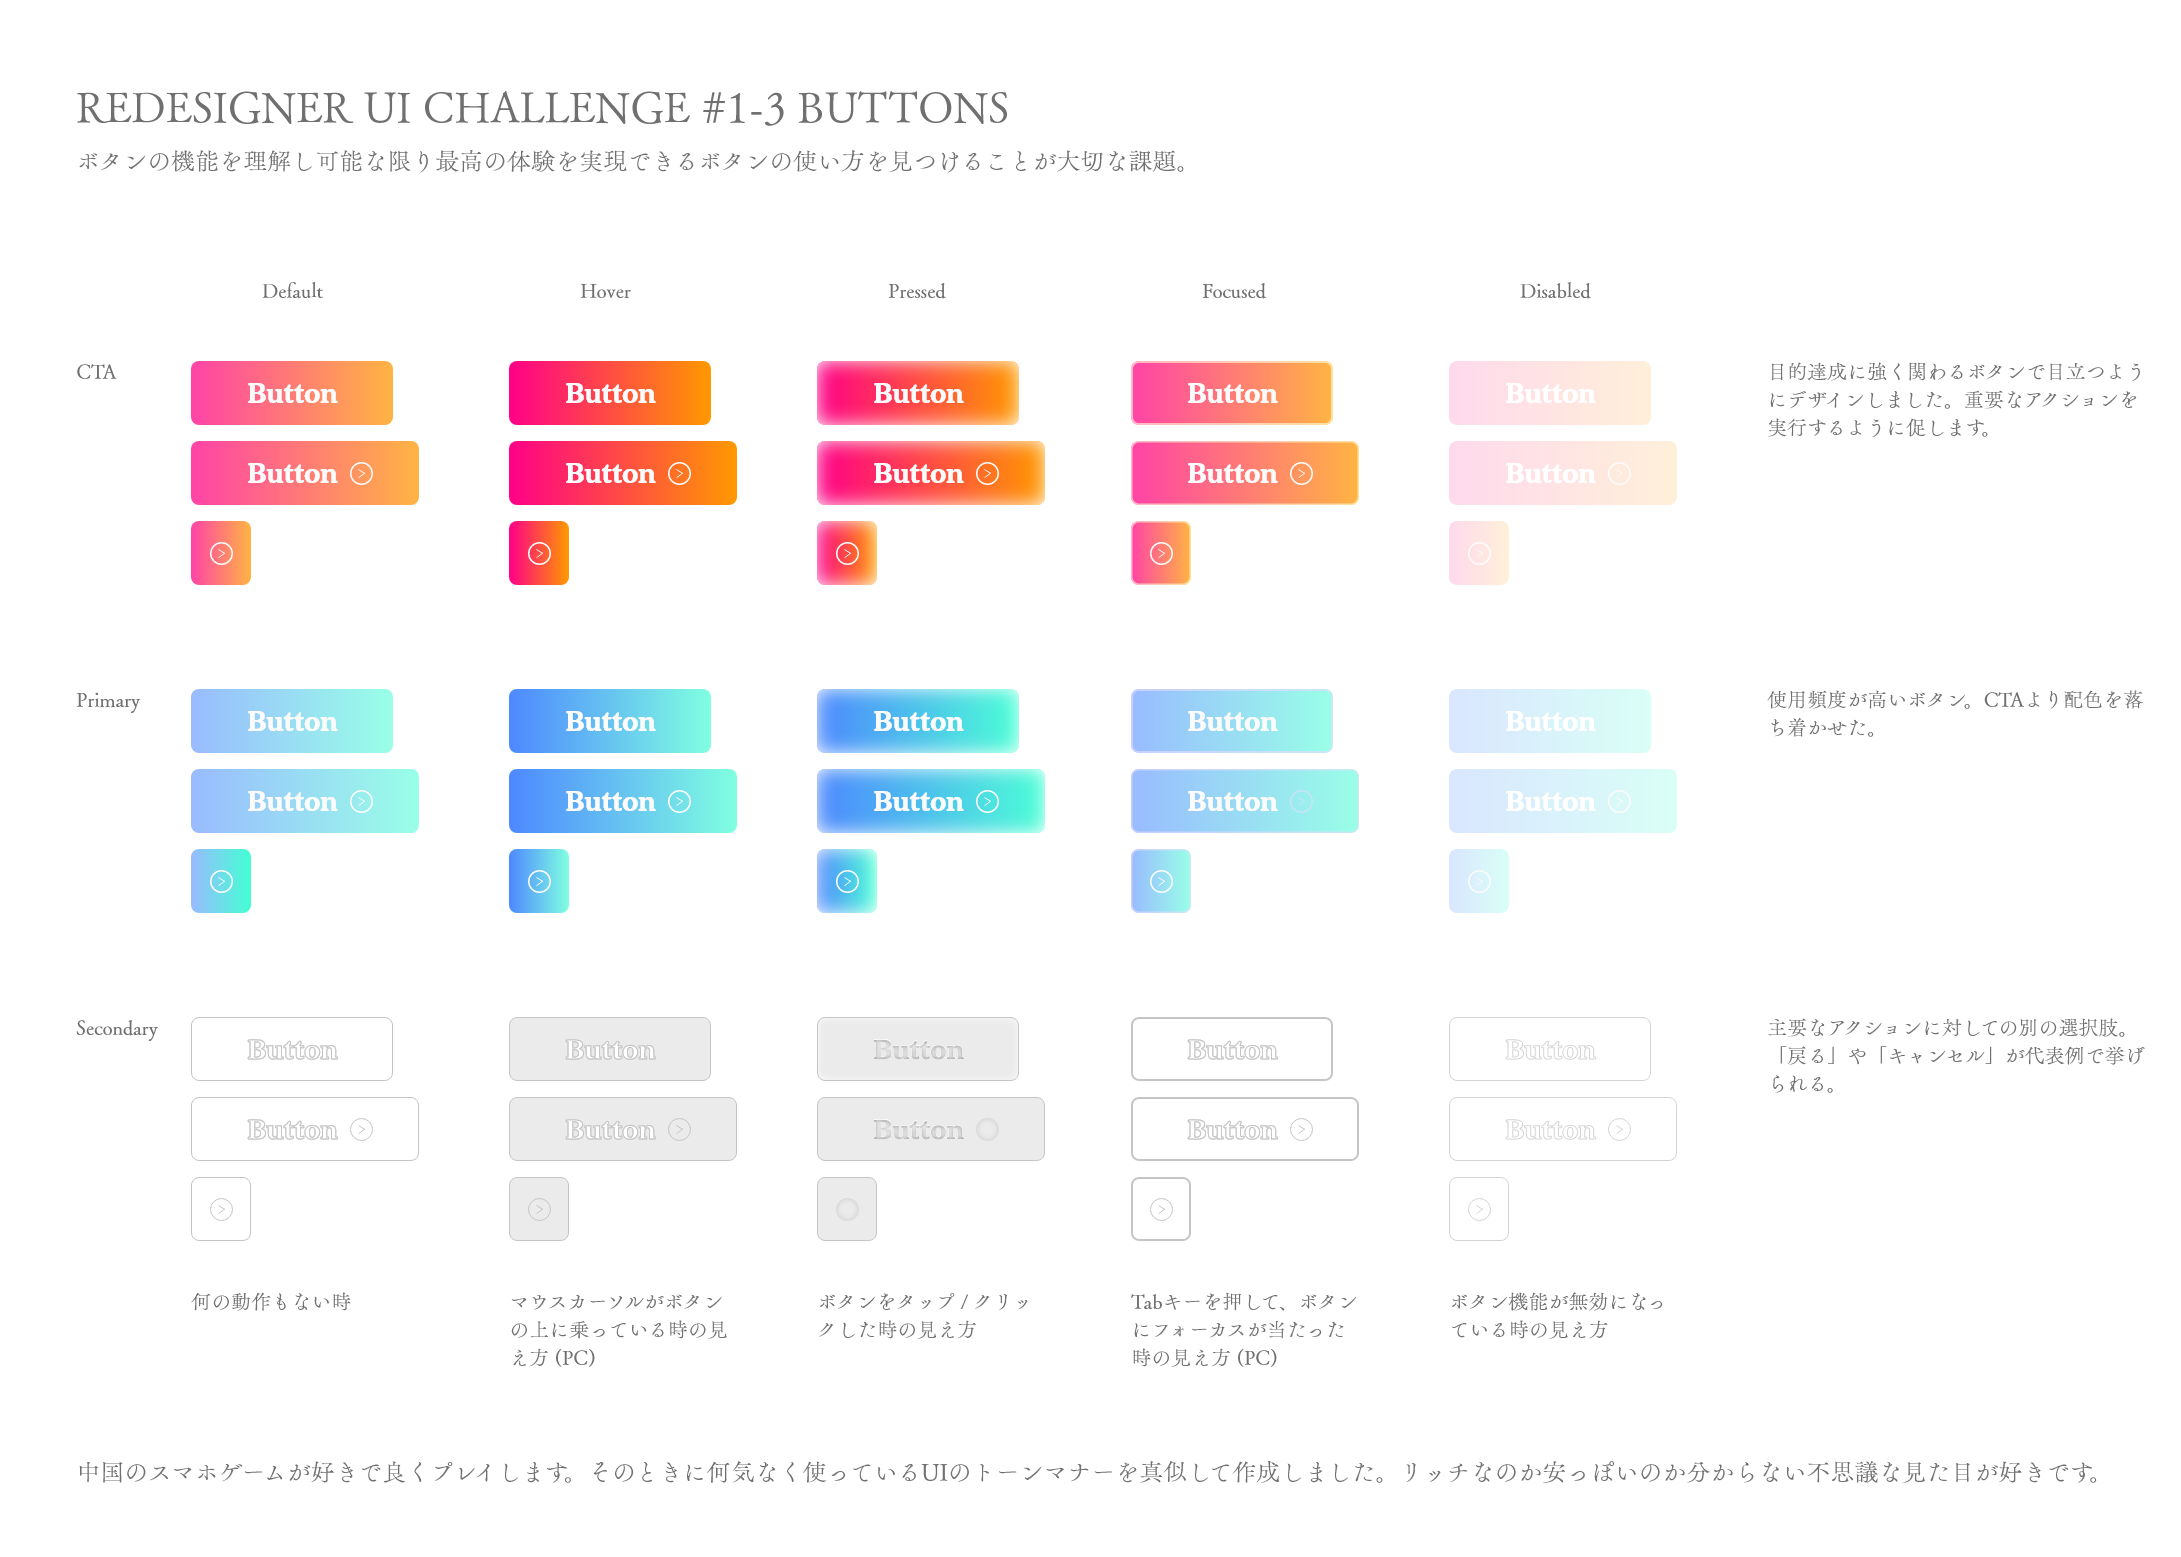 REDESIGNER UI CHALLENGE #1-3 BUTTONS
ボタンの機能を理解し可能な限り最高の体験を実現できるボタンの使い方を見つけることが大切な課題。
Default Hover Pressed Focused Disabled
CTA
Button Button Button Button Button
Button Button Button Button Button
目的達成に強く関わるボタンで目立つよう
にデザインしました。重要なアクションを
実行するように促します。
Primary
Button Button Button Button Button
Button Button Button Button Button
使用頻度が高いボタン。CTAより配色を落
ち着かせた。
Secondary
Button Button Button Button Button
Button Button Button Button Button
主要なアクションに対しての別の選択肢。
「戻る」や「キャンセル」が代表例で挙げ
られる。
何の動作もない時
マウスカーソルがボタン
の上に乗っている時の見
え方 (PC)
ボタンをタップ / クリッ
クした時の見え方
Tabキーを押して、ボタン
にフォーカスが当たった
時の見え方 (PC)
ボタン機能が無効になっ
ている時の見え方
中国のスマホゲームが好きで良くプレイします。そのときに何気なく使っているUIのトーンマナーを真似して作成しました。リッチなのか安っぽいのか分からない不思議な見た目が好きです。